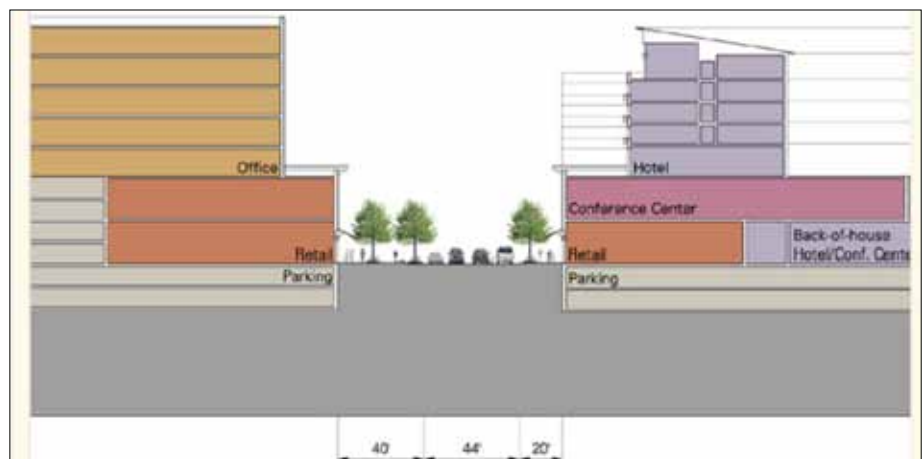 Office
Hotel
Conference Center
Retail
Retail
Back-of-house
Hotel/Conf. Cente
Parking
Parking
40'
44'
20'